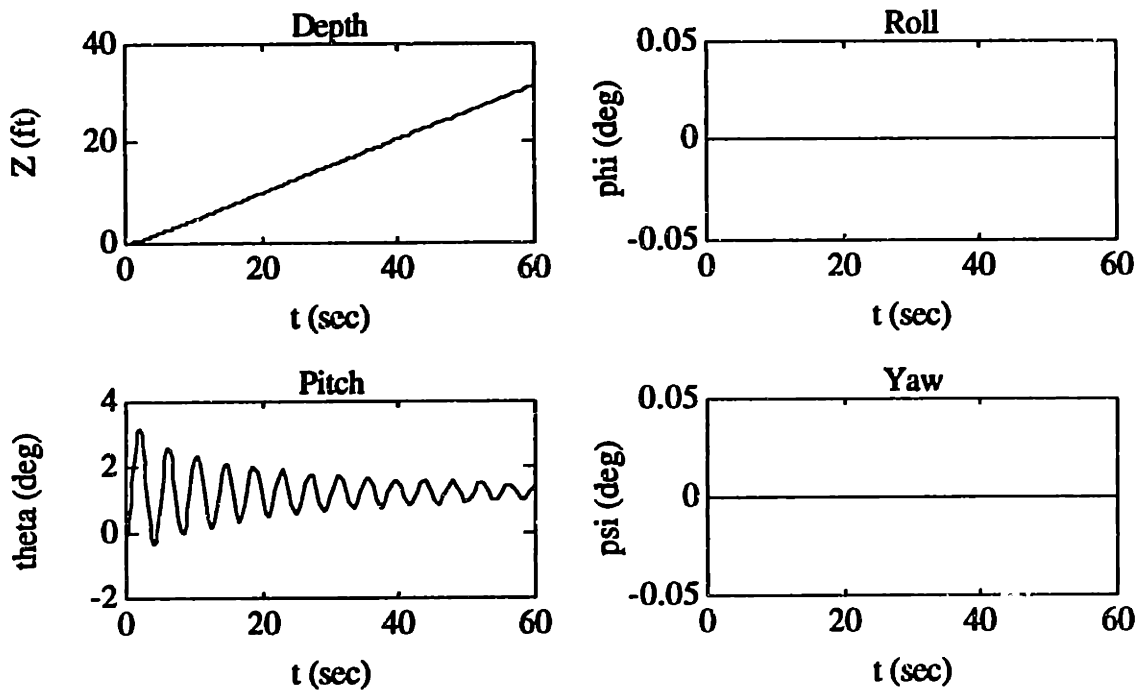 Depth
40
20
0
Z (ft)
0 20 40 60
t (sec)
Roll
0.05
0
-0.05
phi (deg)
0 20 40 60
t (sec)
Pitch
4
2
0
-2
theta (deg)
0 20 40 60
t (sec)
Yaw
0.05
0
-0.05
psi (deg)
0 20 40 60
t (sec)